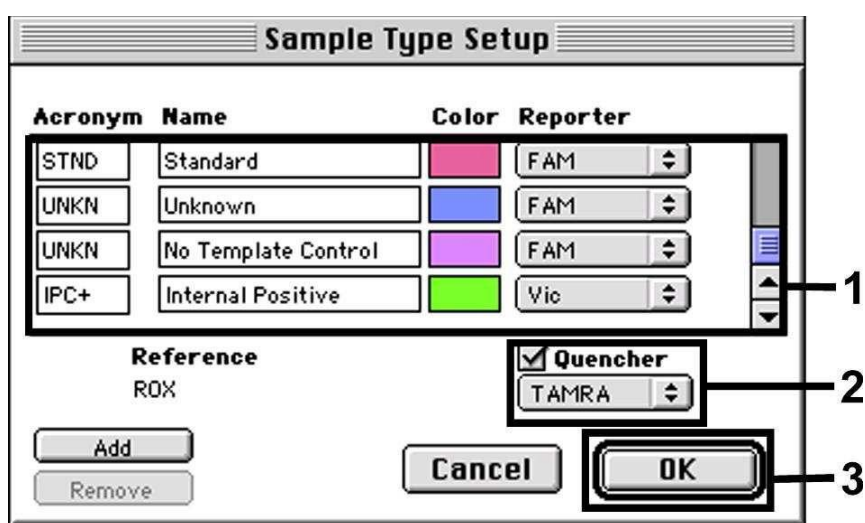 Sample Type Setup
Acronym Name Color Reporter
STND Standard FAM
UNKN Unknown FAM
UNKN No Template Control FAM
IPC+ Internal Positive Vic
1
Reference Quencher
ROX TAMRA
2
Add
Cancel OK
Remove
3